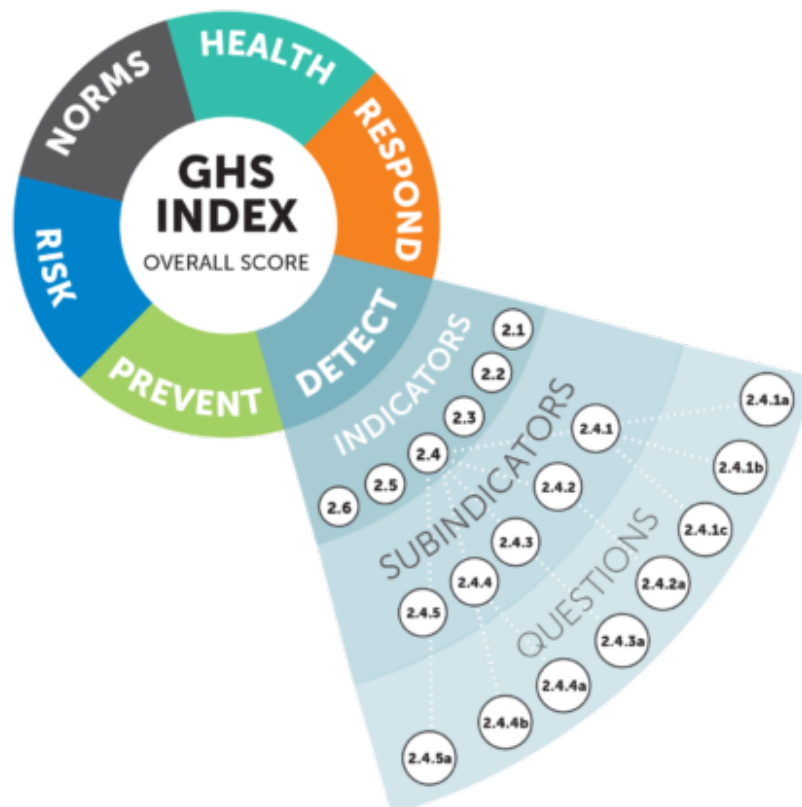 NORMS
HEALTH
RESPOND
RISK
GHS
INDEX
OVERALL SCORE
PREVENT
DETECT
INDICATORS
2.1
2.2
2.3
2.4
2.5
2.6
SUBINDICATORS
2.4.1
2.4.2
2.4.3
2.4.4
2.4.5
QUESTIONS
2.4.1a
2.4.1b
2.4.1c
2.4.2a
2.4.3a
2.4.4a
2.4.4b
2.4.5a